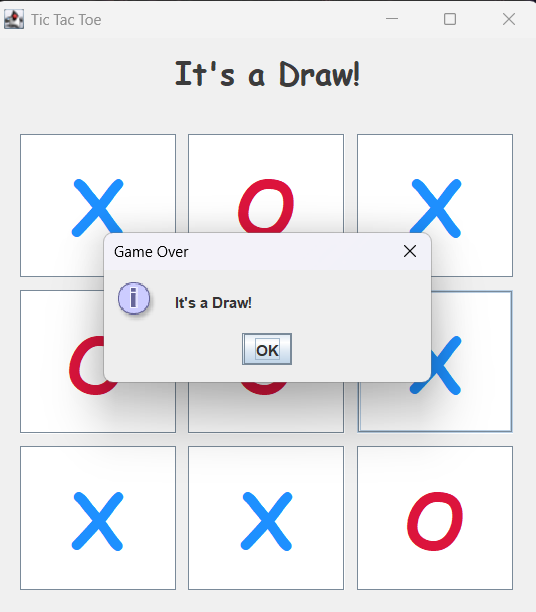 Tic Tac Toe
It's a Draw!
X O X
Game Over
It's a Draw!
OK
O O X
X X O